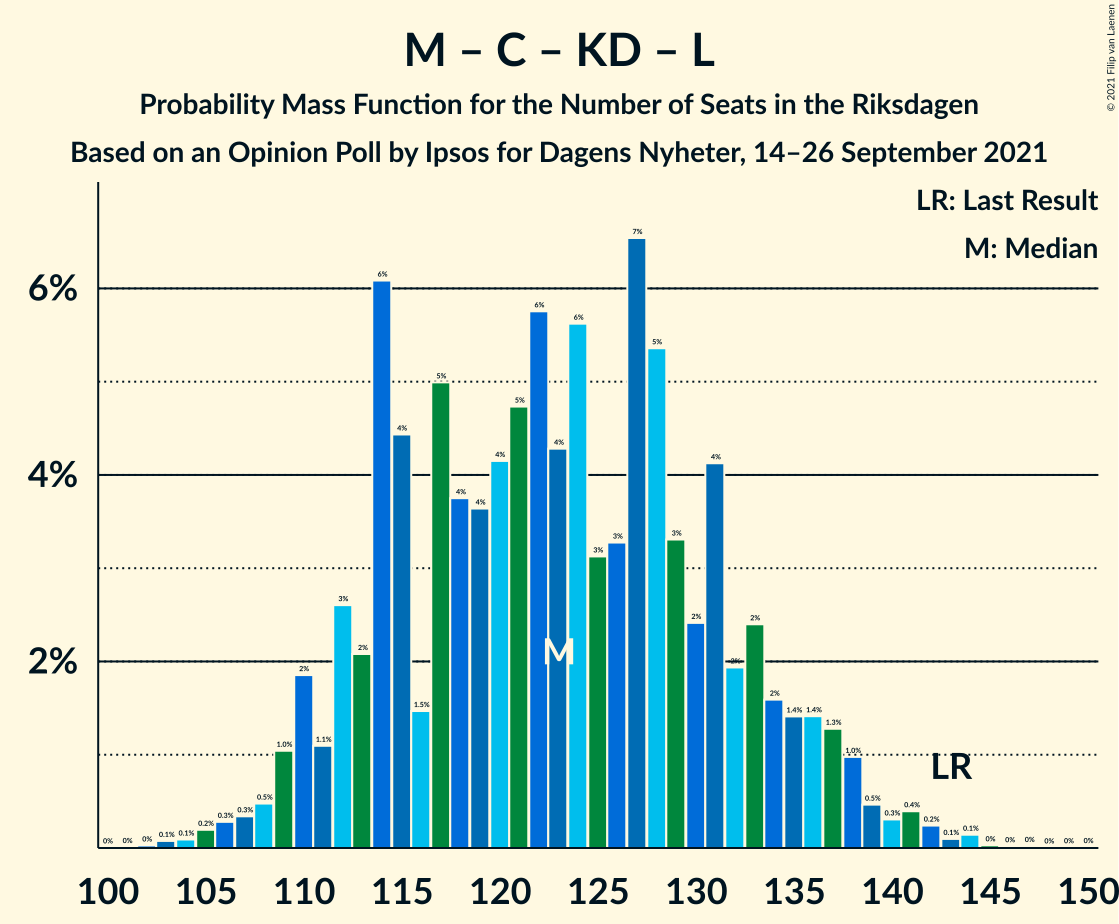 M – C – KD – L
Probability Mass Function for the Number of Seats in the Riksdagen
Based on an Opinion Poll by Ipsos for Dagens Nyheter, 14–26 September 2021
© 2021 Filip van Laenen
LR: Last Result
M: Median
6%
4%
2%
0% 0% 0% 0.1% 0.1% 0.2% 0.3% 0.3% 0.5% 1.0% 2% 1.1% 3% 2% 6% 4% 1.5% 5% 4% 4% 4% 5% 6% 4% 6% 3% 3% 7% 5% 3% 2% 4% 2% 2% 2% 1.4% 1.4% 1.3% 1.0% 0.5% 0.3% 0.4% 0.2% 0.1% 0.1% 0% 0% 0% 0% 0% 0%
M
LR
100 105 110 115 120 125 130 135 140 145 150